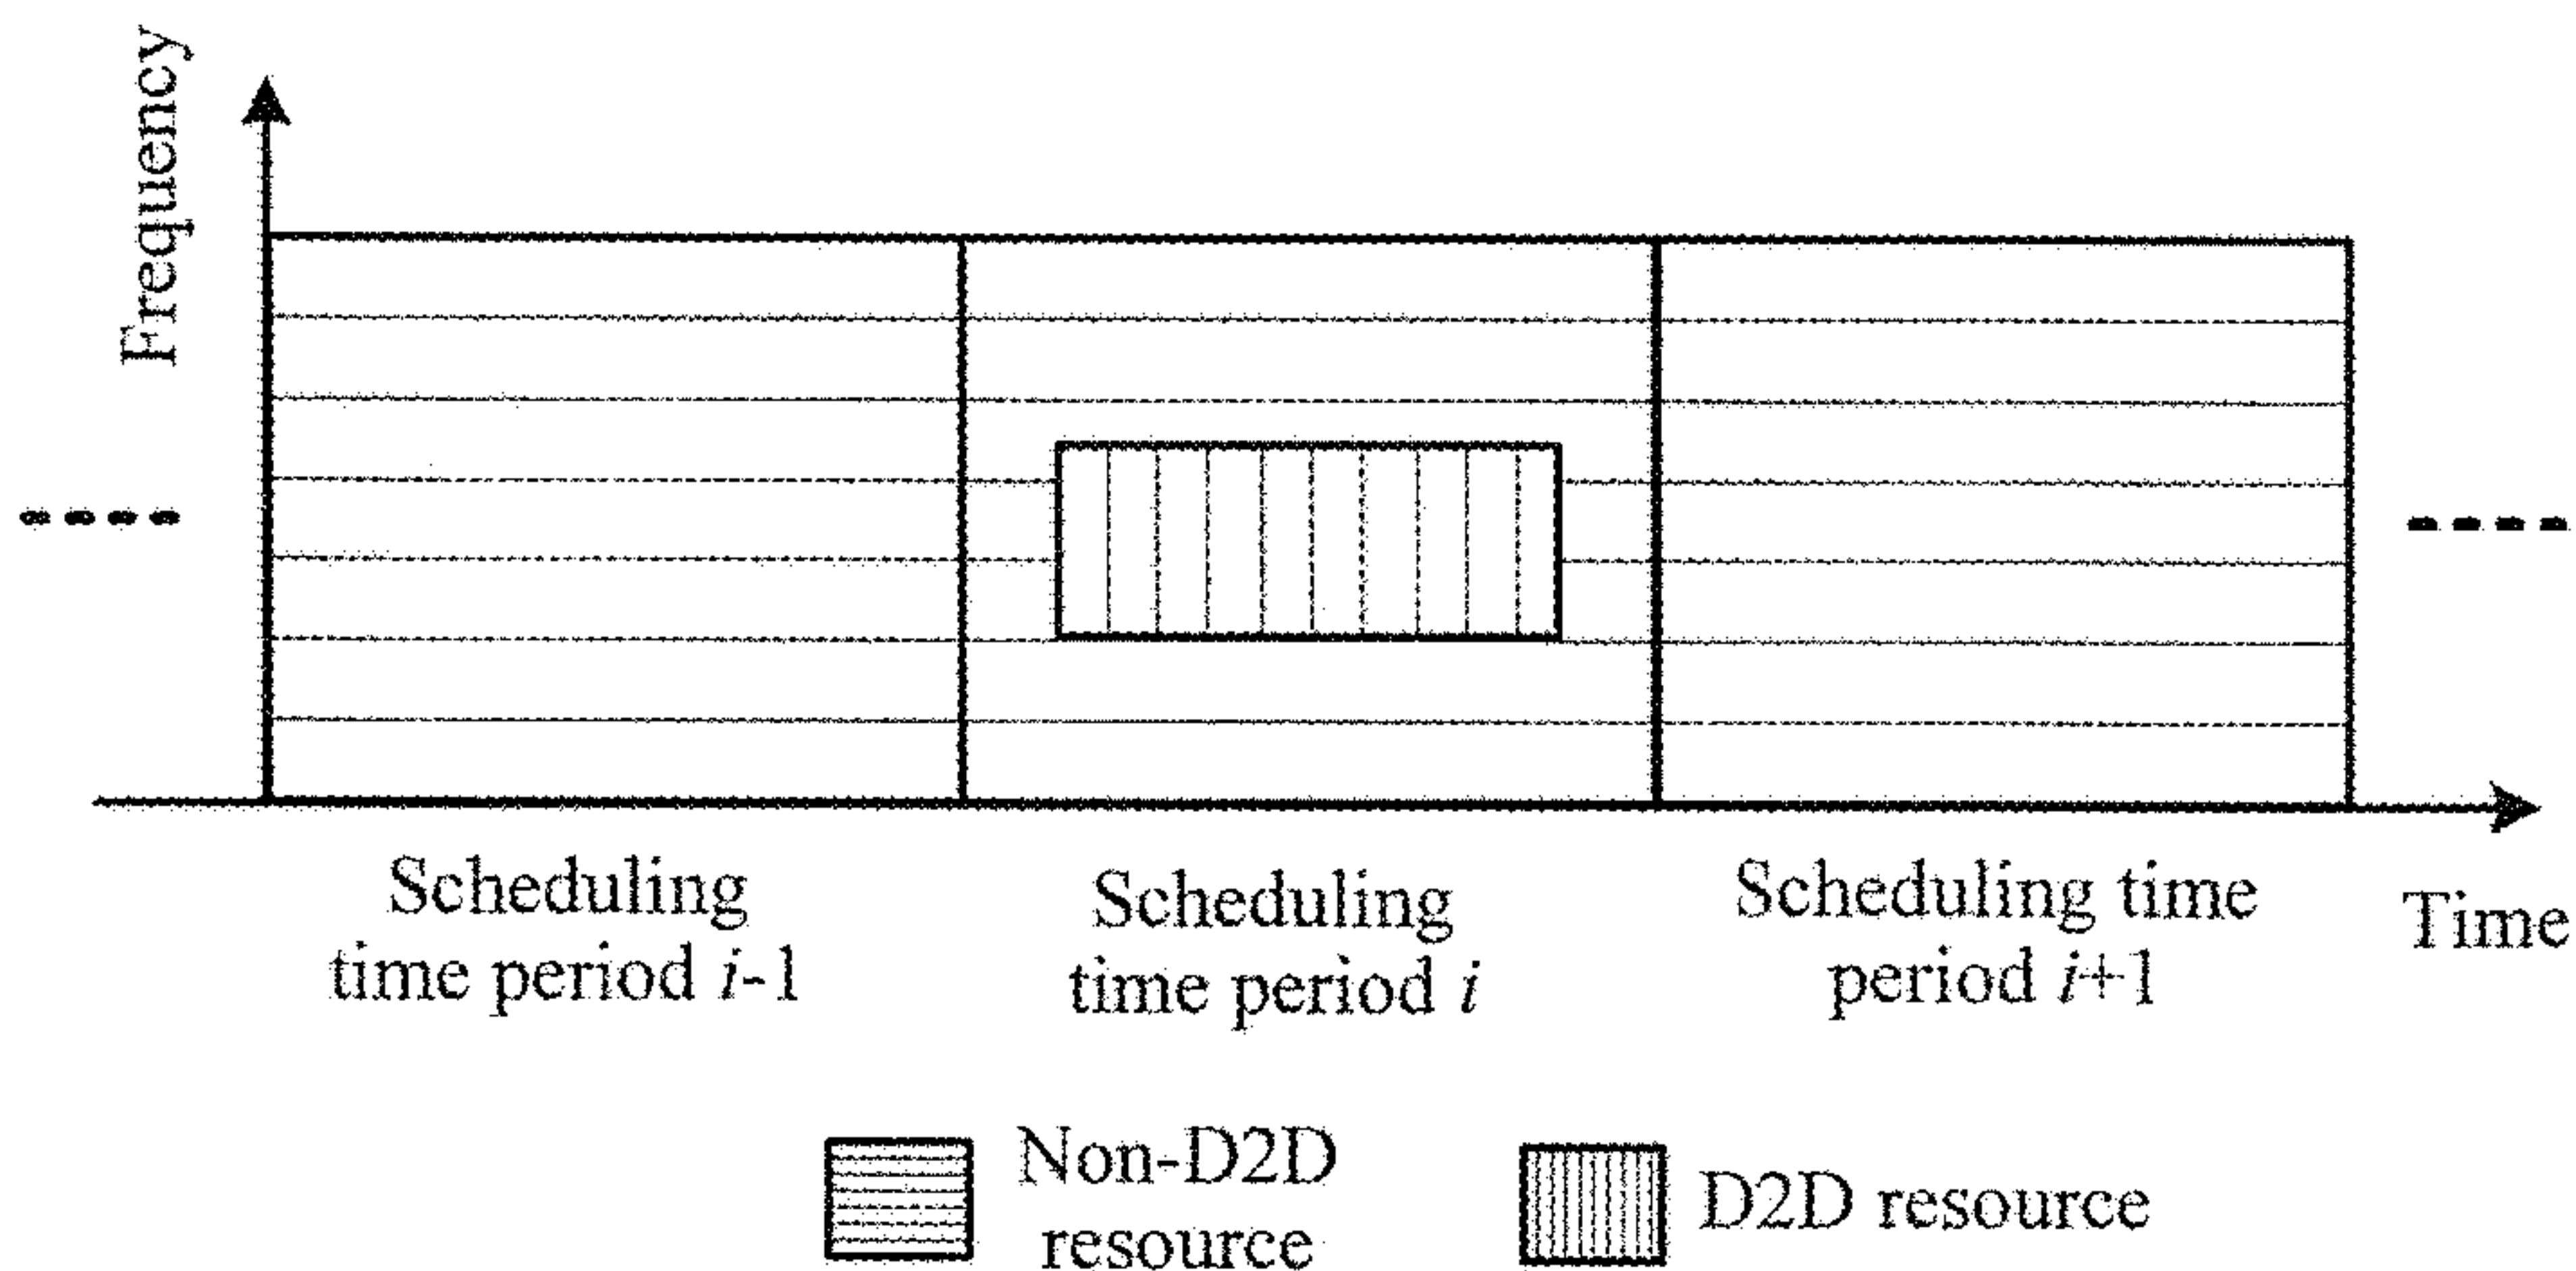 Frequency
Scheduling
time period i-1
Scheduling
time period i
Scheduling time
period i+1
Time
Non-D2D
resource
D2D resource